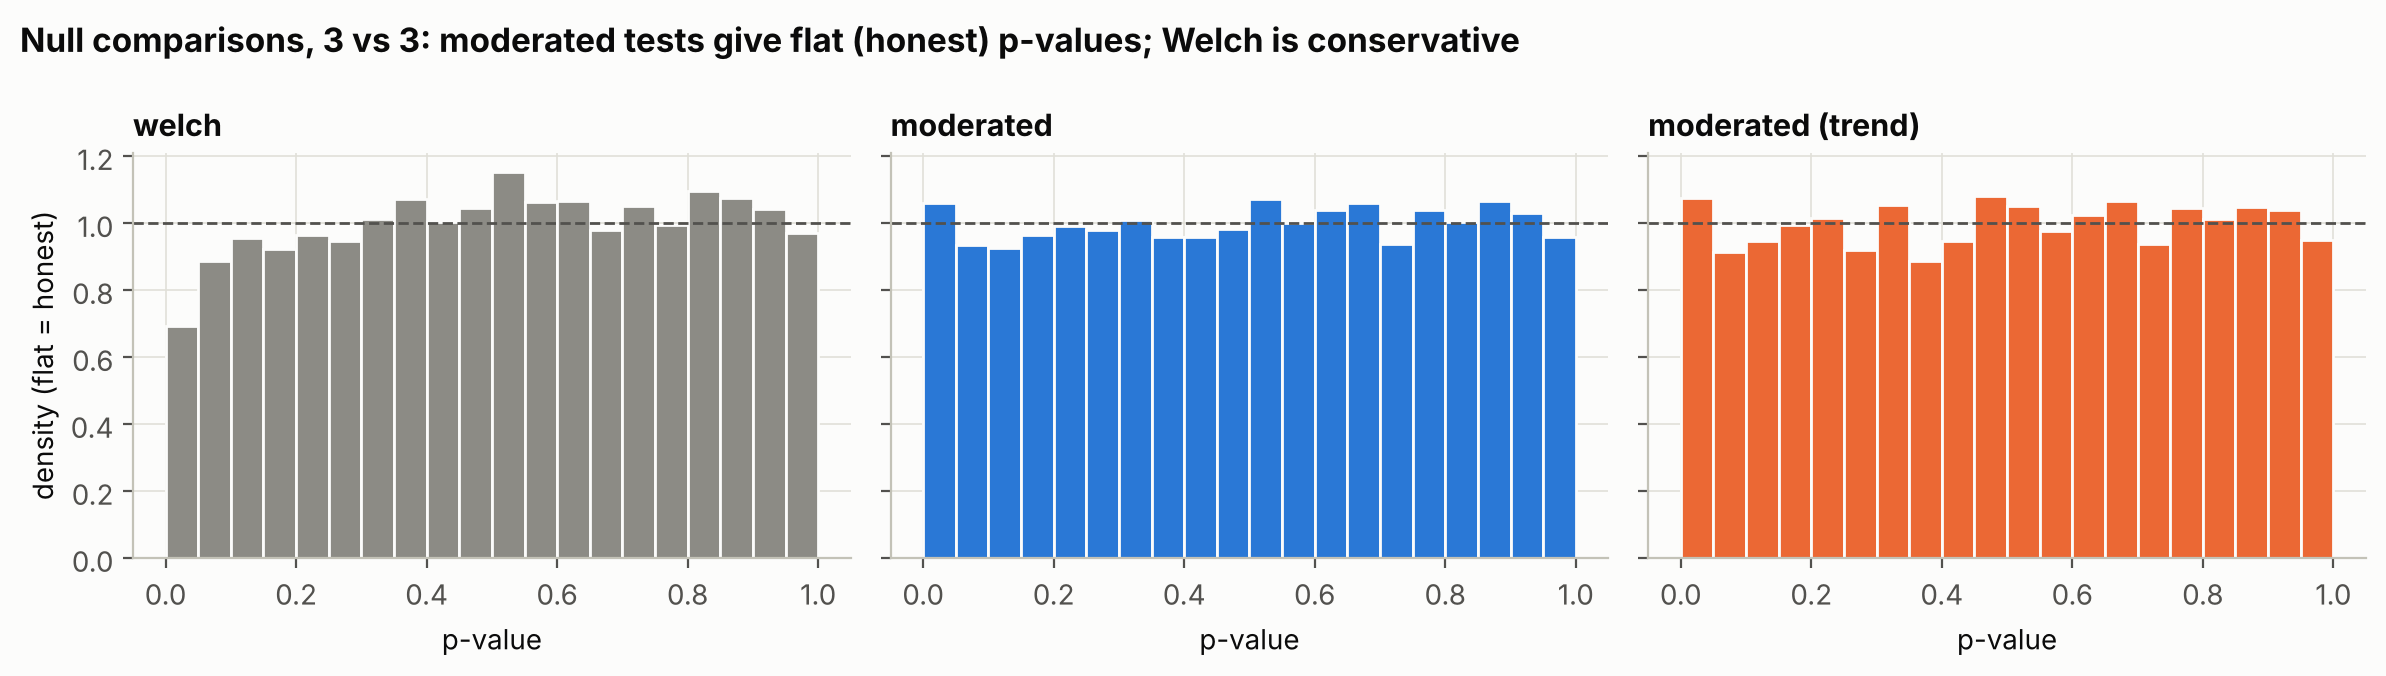 Null comparisons, 3 vs 3: moderated tests give flat (honest) p-values; Welch is conservative
welch
moderated
moderated (trend)
density (flat = honest)
1.2
1.0
0.8
0.6
0.4
0.2
0.0
0.0 0.2 0.4 0.6 0.8 1.0
0.0 0.2 0.4 0.6 0.8 1.0
0.0 0.2 0.4 0.6 0.8 1.0
p-value
p-value
p-value